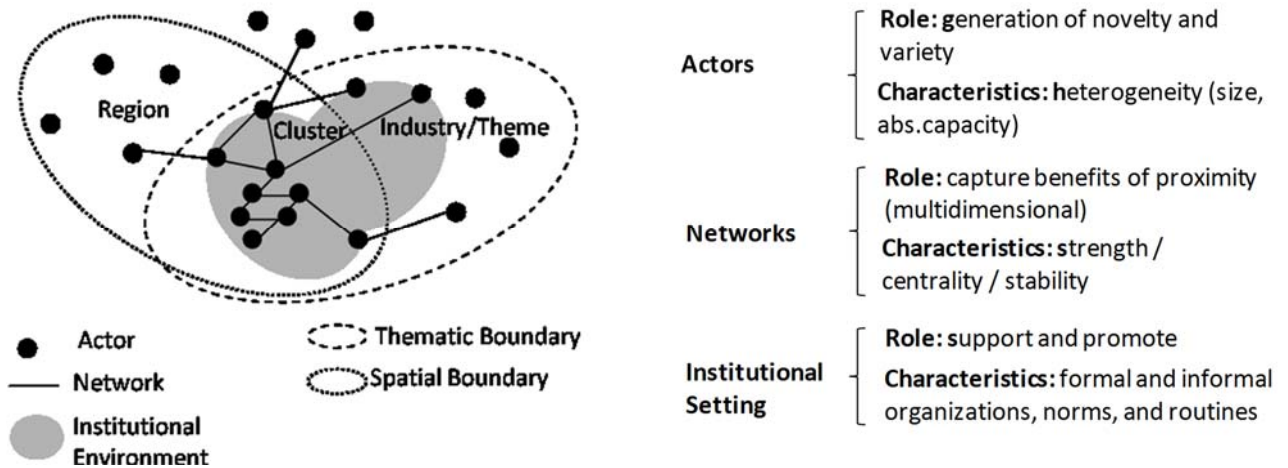 Region
Cluster
Industry/Theme
Actor
Network
Institutional
Environment
Thematic Boundary
Spatial Boundary
Actors
Role: generation of novelty and
variety
Characteristics: heterogeneity (size,
abs.capacity)
Networks
Role: capture benefits of proximity
(multidimensional)
Characteristics: strength /
centrality / stability
Institutional
Setting
Role: support and promote
Characteristics: formal and informal
organizations, norms, and routines